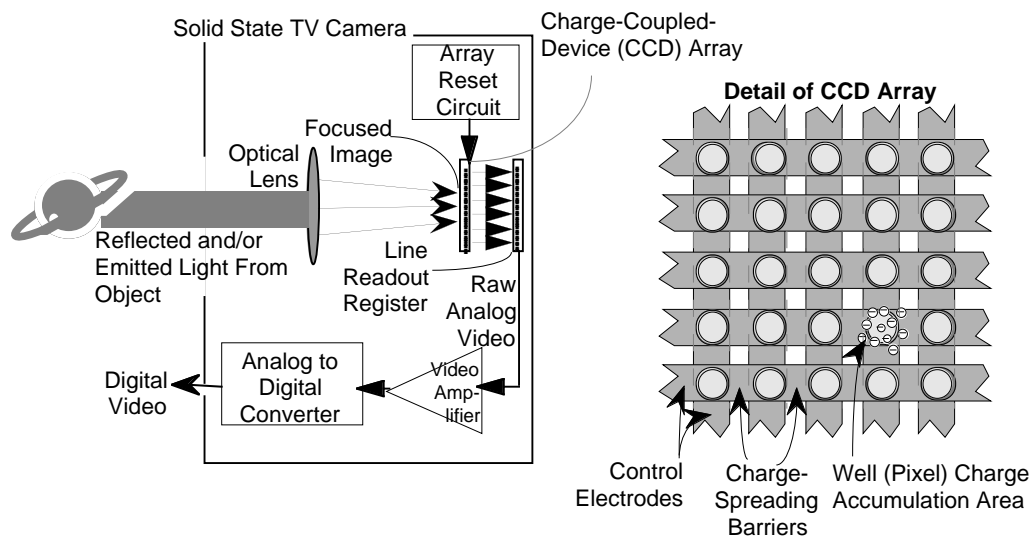 Solid State TV Camera
Charge-Coupled-
Device (CCD) Array
Array
Reset
Circuit
Detail of CCD Array
Focused
Image
Optical
Lens
Reflected and/or
Emitted Light From
Object
Line
Readout
Register
Raw
Analog
Video
Digital
Video
Analog to
Digital
Converter
Video
Amp-
lifier
Control
Electrodes
Charge-
Spreading
Barriers
Well (Pixel) Charge
Accumulation Area